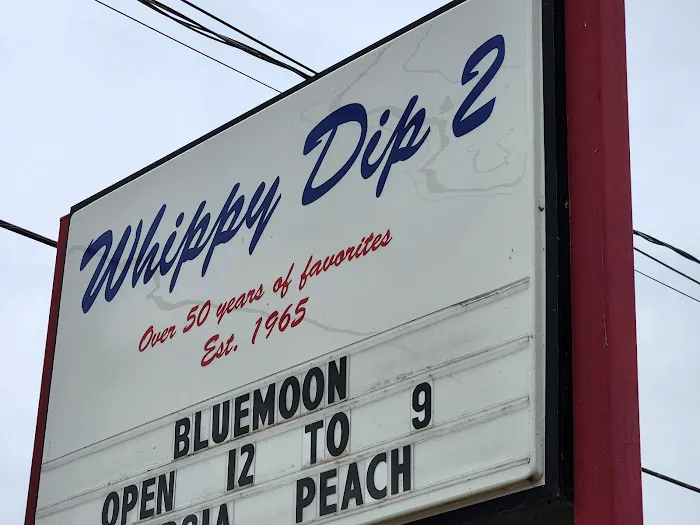 Whippy Dip 2
Over 50 years of favorites
Est. 1965
BLUEMOON
OPEN 12 TO 9
PEACH